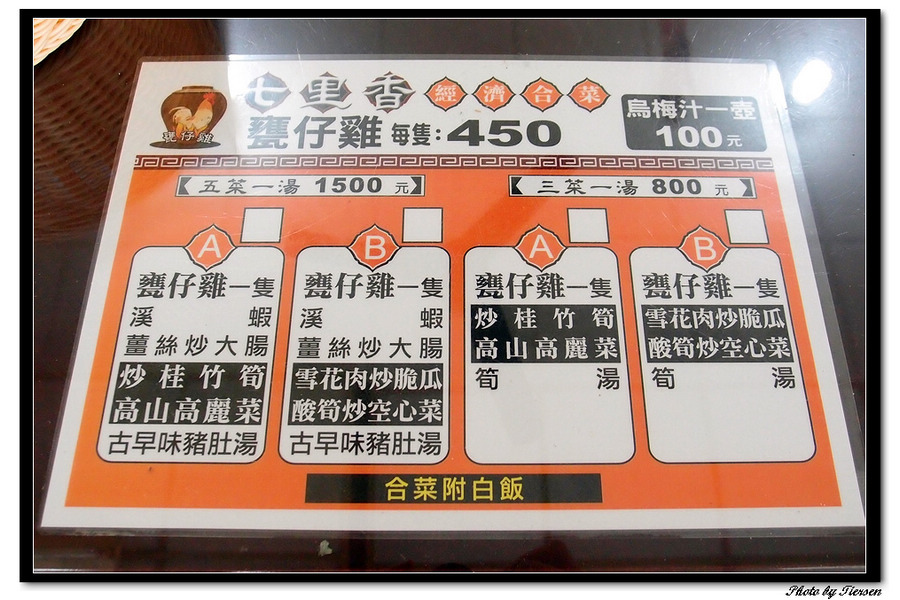 七里香 經濟合菜
甕仔雞
甕仔雞 每隻:450
烏梅汁一壺
100元
五菜一湯 1500 元
三菜一湯 800 元
A
甕仔雞一隻
溪蝦
薑絲炒大腸
炒桂竹筍
高山高麗菜
古早味豬肚湯
B
甕仔雞一隻
溪蝦
薑絲炒大腸
雪花肉炒脆瓜
酸筍炒空心菜
古早味豬肚湯
A
甕仔雞一隻
炒桂竹筍
高山高麗菜
筍湯
B
甕仔雞一隻
雪花肉炒脆瓜
酸筍炒空心菜
筍湯
合菜附白飯
Photo by Tiersen